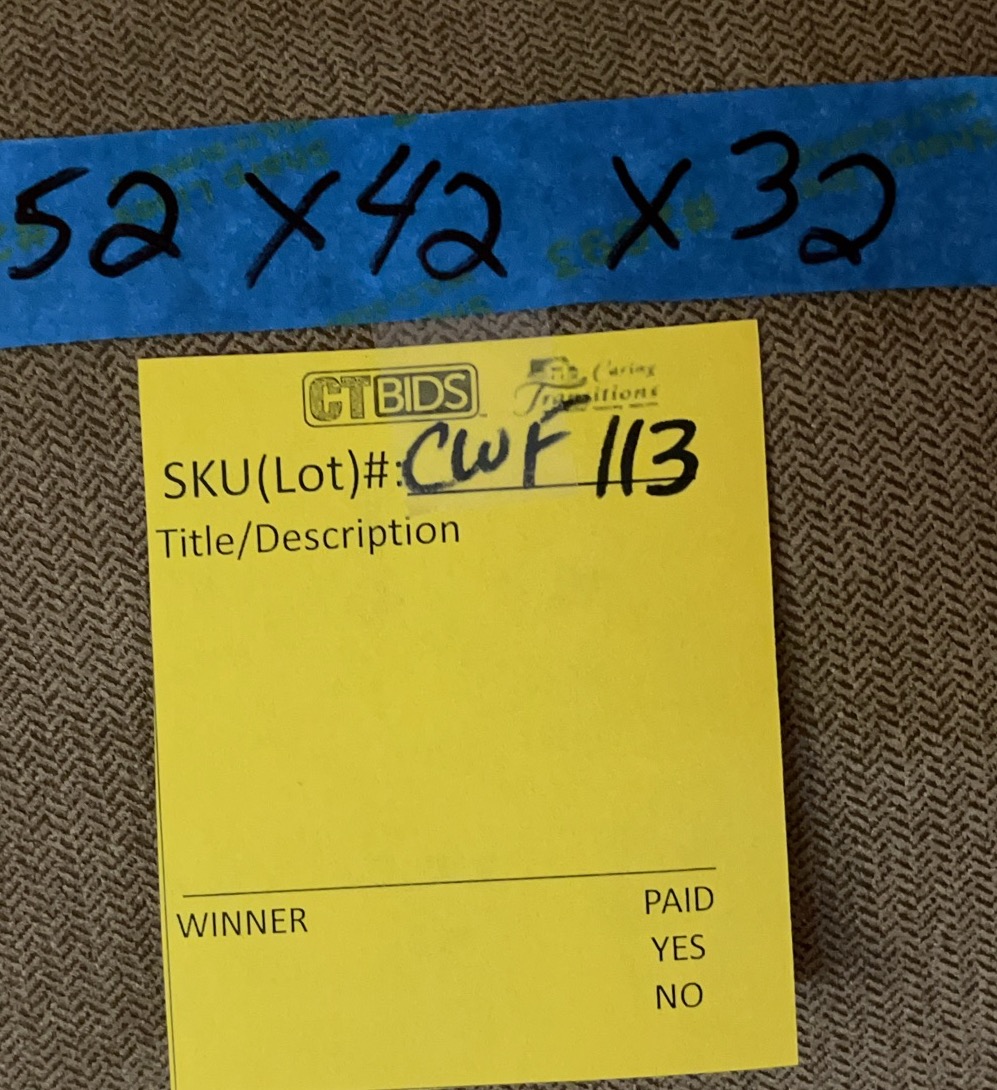 52 X 42 X 32
CTBIDS Caring Transitions
SKU(Lot)#: CWF 113
Title/Description
WINNER PAID
YES
NO